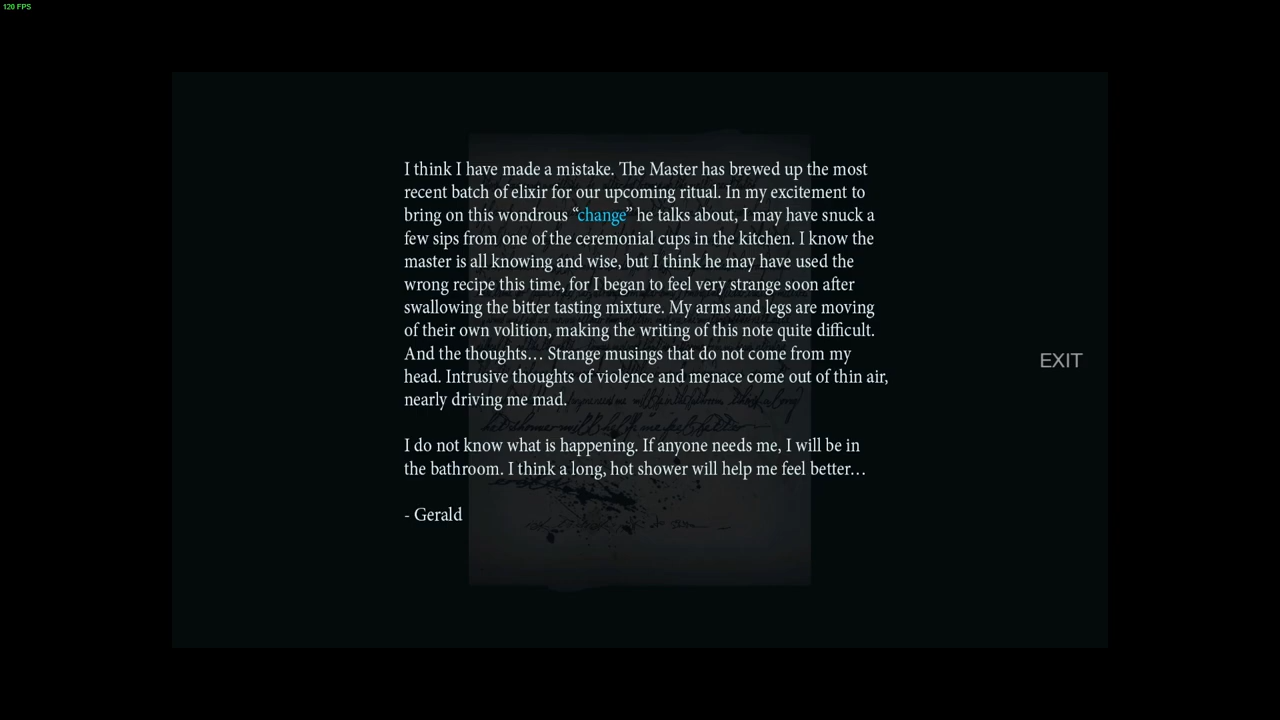 120 FPS
I think I have made a mistake. The Master has brewed up the most
recent batch of elixir for our upcoming ritual. In my excitement to
bring on this wondrous “change” he talks about, I may have snuck a
few sips from one of the ceremonial cups in the kitchen. I know the
master is all knowing and wise, but I think he may have used the
wrong recipe this time, for I began to feel very strange soon after
swallowing the bitter tasting mixture. My arms and legs are moving
of their own volition, making the writing of this note quite difficult.
And the thoughts… Strange musings that do not come from my
head. Intrusive thoughts of violence and menace come out of thin air,
nearly driving me mad.
I do not know what is happening. If anyone needs me, I will be in
the bathroom. I think a long, hot shower will help me feel better…
- Gerald
EXIT